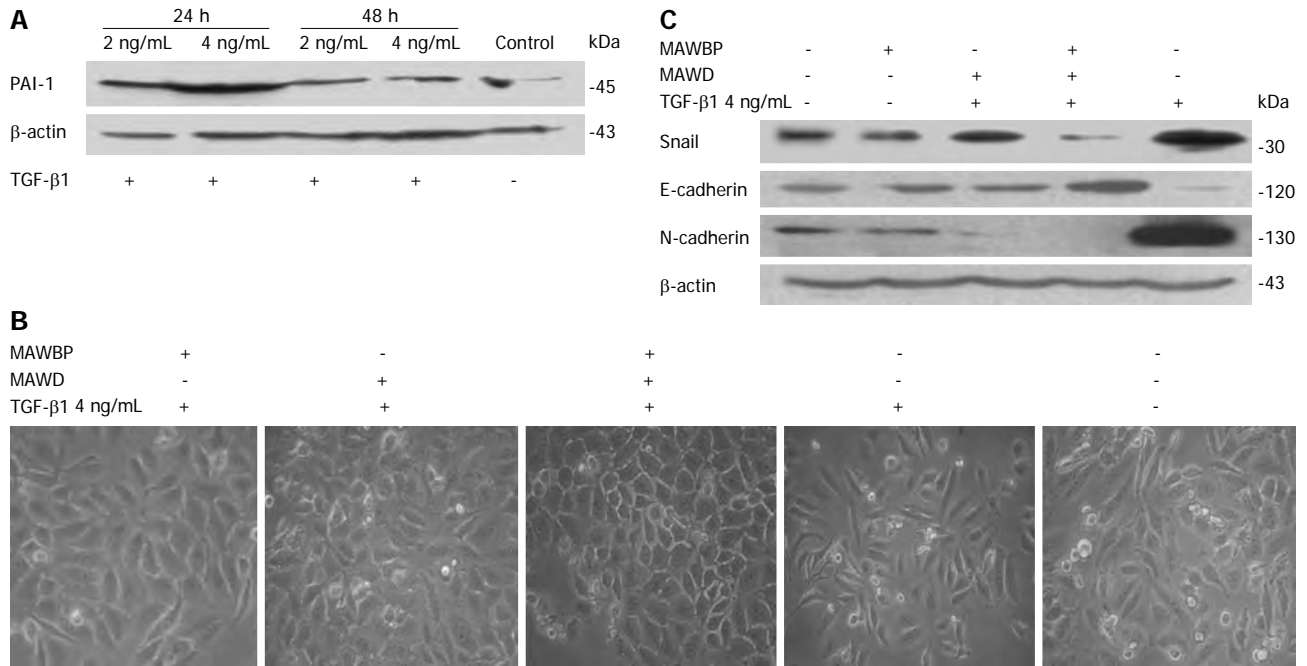 A
24 h 48 h
2 ng/mL 4 ng/mL 2 ng/mL 4 ng/mL Control kDa
PAI-1 -45
β-actin -43
TGF-β1 + + + + -
C
MAWBP - + - + -
MAWD - - + + -
TGF-β1 4 ng/mL - - + + + kDa
Snail -30
E-cadherin -120
N-cadherin -130
β-actin -43
B
MAWBP + - + - -
MAWD - + + - -
TGF-β1 4 ng/mL + + + + -